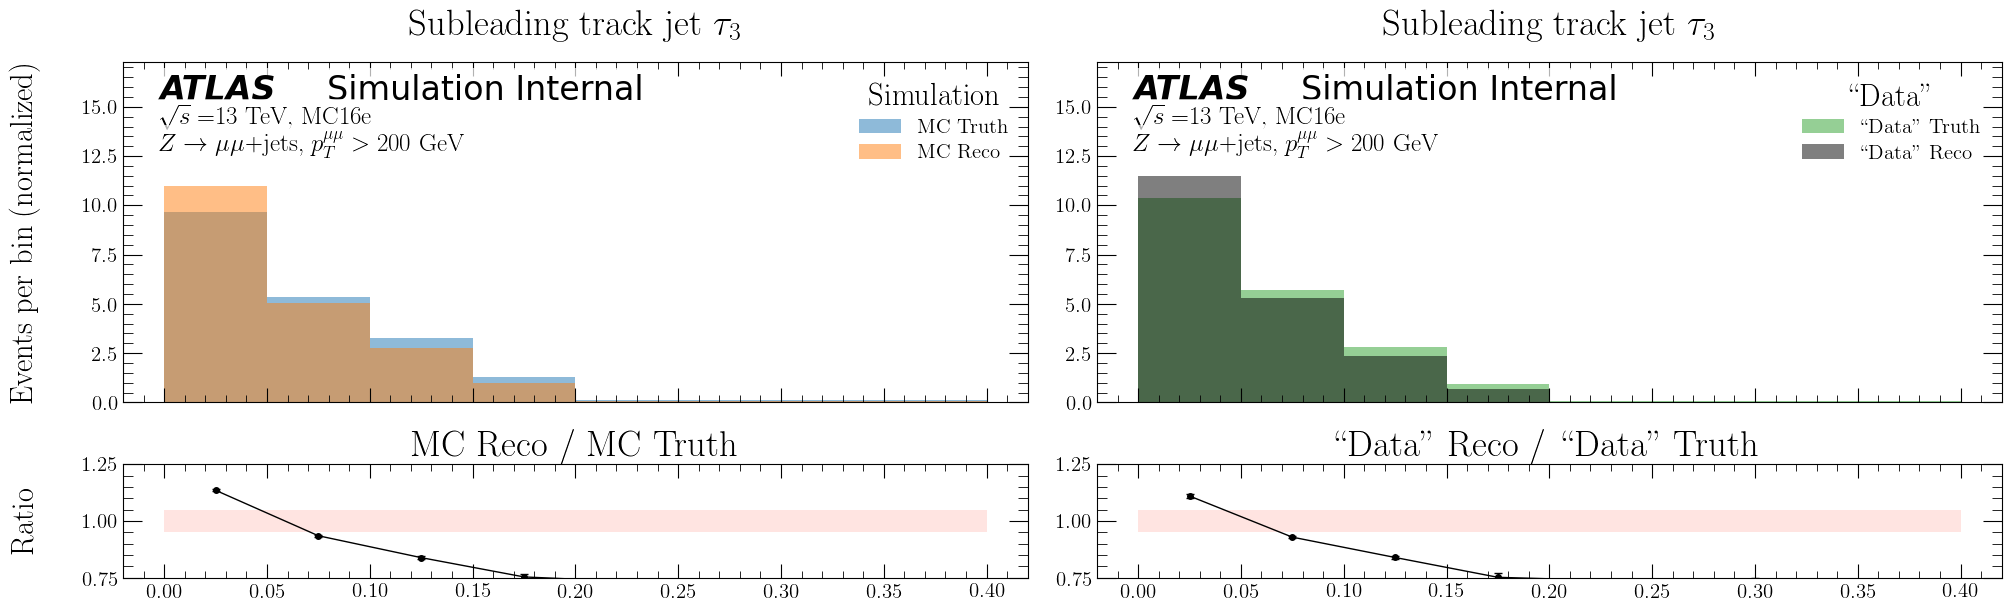 Subleading track jet τ₃
Events per bin (normalized)
ATLAS Simulation Internal
√s =13 TeV, MC16e
Z → μμ+jets, p_T^{μμ} > 200 GeV
Simulation
MC Truth
MC Reco
15.0
12.5
10.0
7.5
5.0
2.5
0.0
MC Reco / MC Truth
Ratio
1.25
1.00
0.75
0.00 0.05 0.10 0.15 0.20 0.25 0.30 0.35 0.40
Subleading track jet τ₃
ATLAS Simulation Internal
√s =13 TeV, MC16e
Z → μμ+jets, p_T^{μμ} > 200 GeV
“Data”
“Data” Truth
“Data” Reco
15.0
12.5
10.0
7.5
5.0
2.5
0.0
“Data” Reco / “Data” Truth
1.25
1.00
0.75
0.00 0.05 0.10 0.15 0.20 0.25 0.30 0.35 0.40